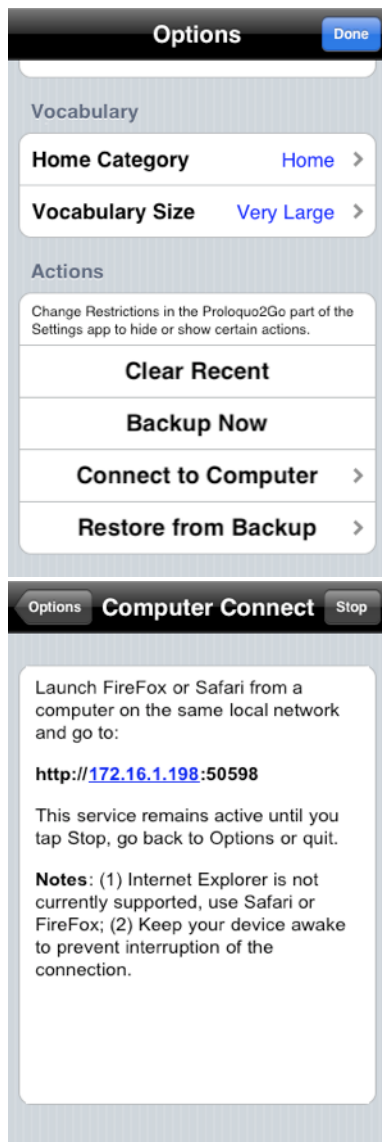 Options
Done
Vocabulary
Home Category Home >
Vocabulary Size Very Large >
Actions
Change Restrictions in the Proloquo2Go part of the
Settings app to hide or show certain actions.
Clear Recent
Backup Now
Connect to Computer >
Restore from Backup >
Options Computer Connect Stop
Launch FireFox or Safari from a
computer on the same local network
and go to:
http://172.16.1.198:50598
This service remains active until you
tap Stop, go back to Options or quit.
Notes: (1) Internet Explorer is not
currently supported, use Safari or
FireFox; (2) Keep your device awake
to prevent interruption of the
connection.